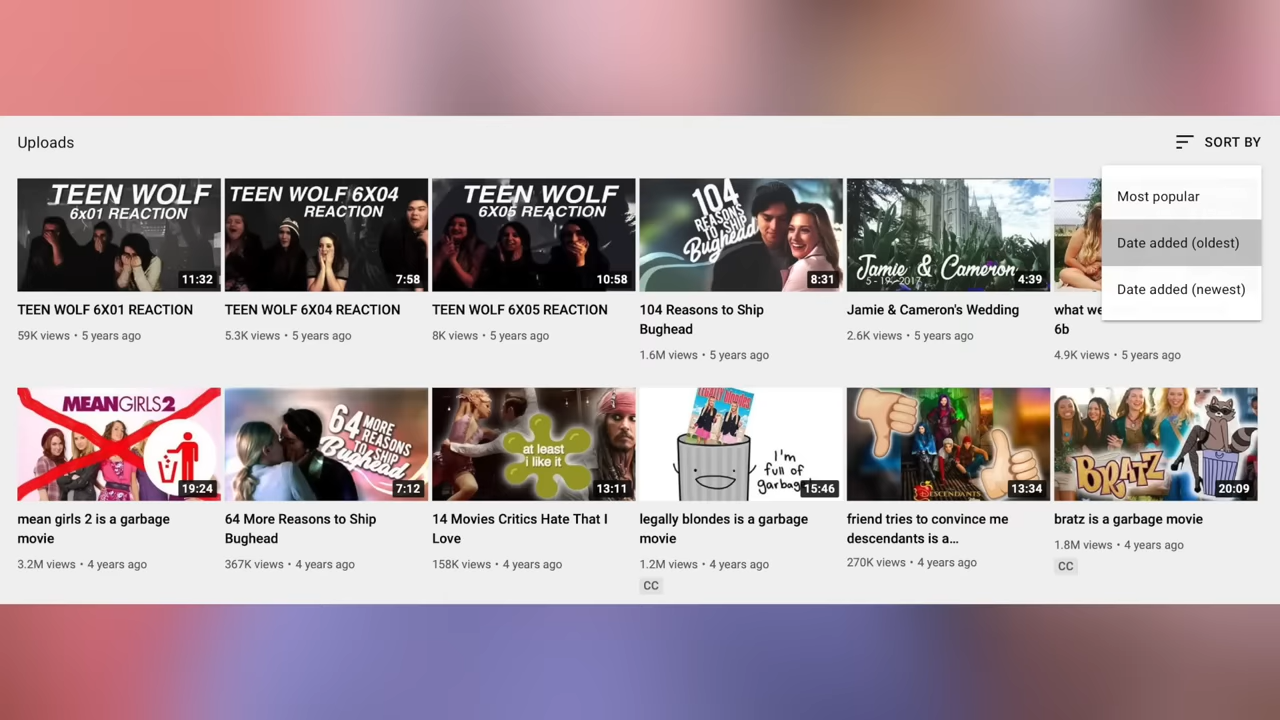 Uploads
SORT BY
Most popular
Date added (oldest)
Date added (newest)
TEEN WOLF
6x01 REACTION
11:32
TEEN WOLF 6X04
REACTION
7:58
TEEN WOLF
6X05 REACTION
10:58
104
REASONS
TO SHIP
Bughead
8:31
Jamie & Cameron
5 - 19 - 2017
4:39
TEEN WOLF 6X01 REACTION
59K views • 5 years ago
TEEN WOLF 6X04 REACTION
5.3K views • 5 years ago
TEEN WOLF 6X05 REACTION
8K views • 5 years ago
104 Reasons to Ship
Bughead
1.6M views • 5 years ago
Jamie & Cameron's Wedding
2.6K views • 5 years ago
what we
6b
4.9K views • 5 years ago
MEAN GIRLS 2
19:24
64 MORE
REASONS
TO SHIP
Bughead
7:12
at least
i like it
13:11
i'm
full of
garbage
15:46
DESCENDANTS
13:34
BRATZ
20:09
mean girls 2 is a garbage
movie
3.2M views • 4 years ago
64 More Reasons to Ship
Bughead
367K views • 4 years ago
14 Movies Critics Hate That I
Love
158K views • 4 years ago
legally blondes is a garbage
movie
1.2M views • 4 years ago
CC
friend tries to convince me
descendants is a...
270K views • 4 years ago
bratz is a garbage movie
1.8M views • 4 years ago
CC